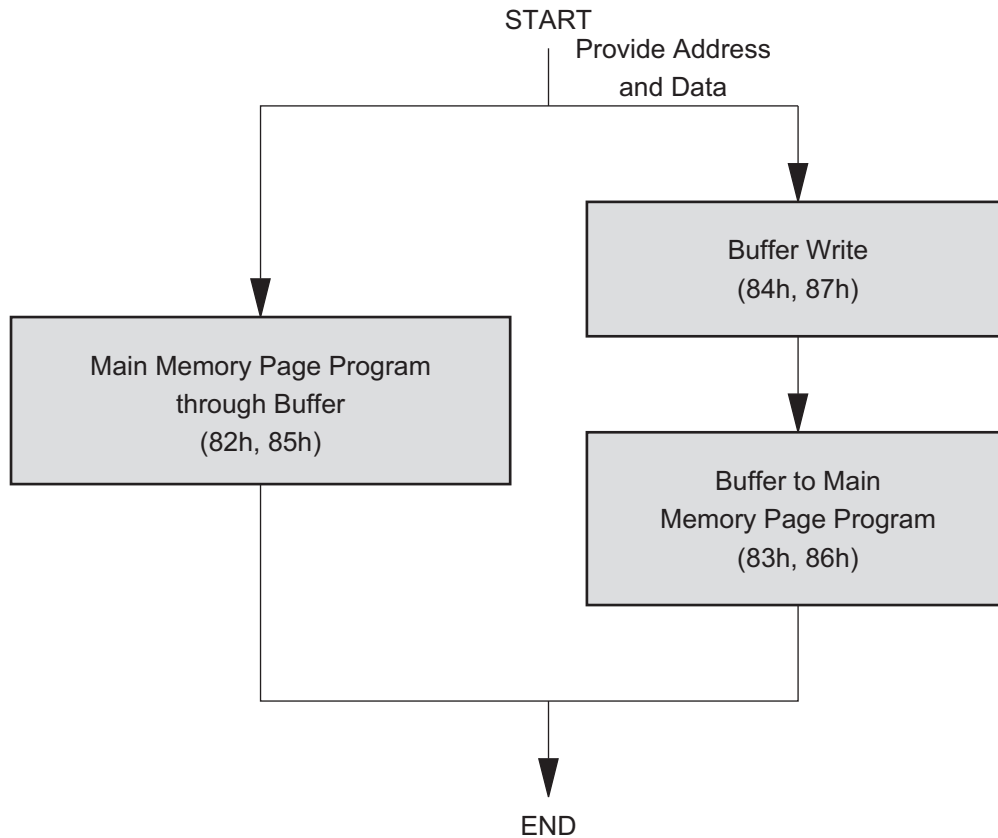 START
Provide Address
and Data
Buffer Write
(84h, 87h)
Main Memory Page Program
through Buffer
(82h, 85h)
Buffer to Main
Memory Page Program
(83h, 86h)
END